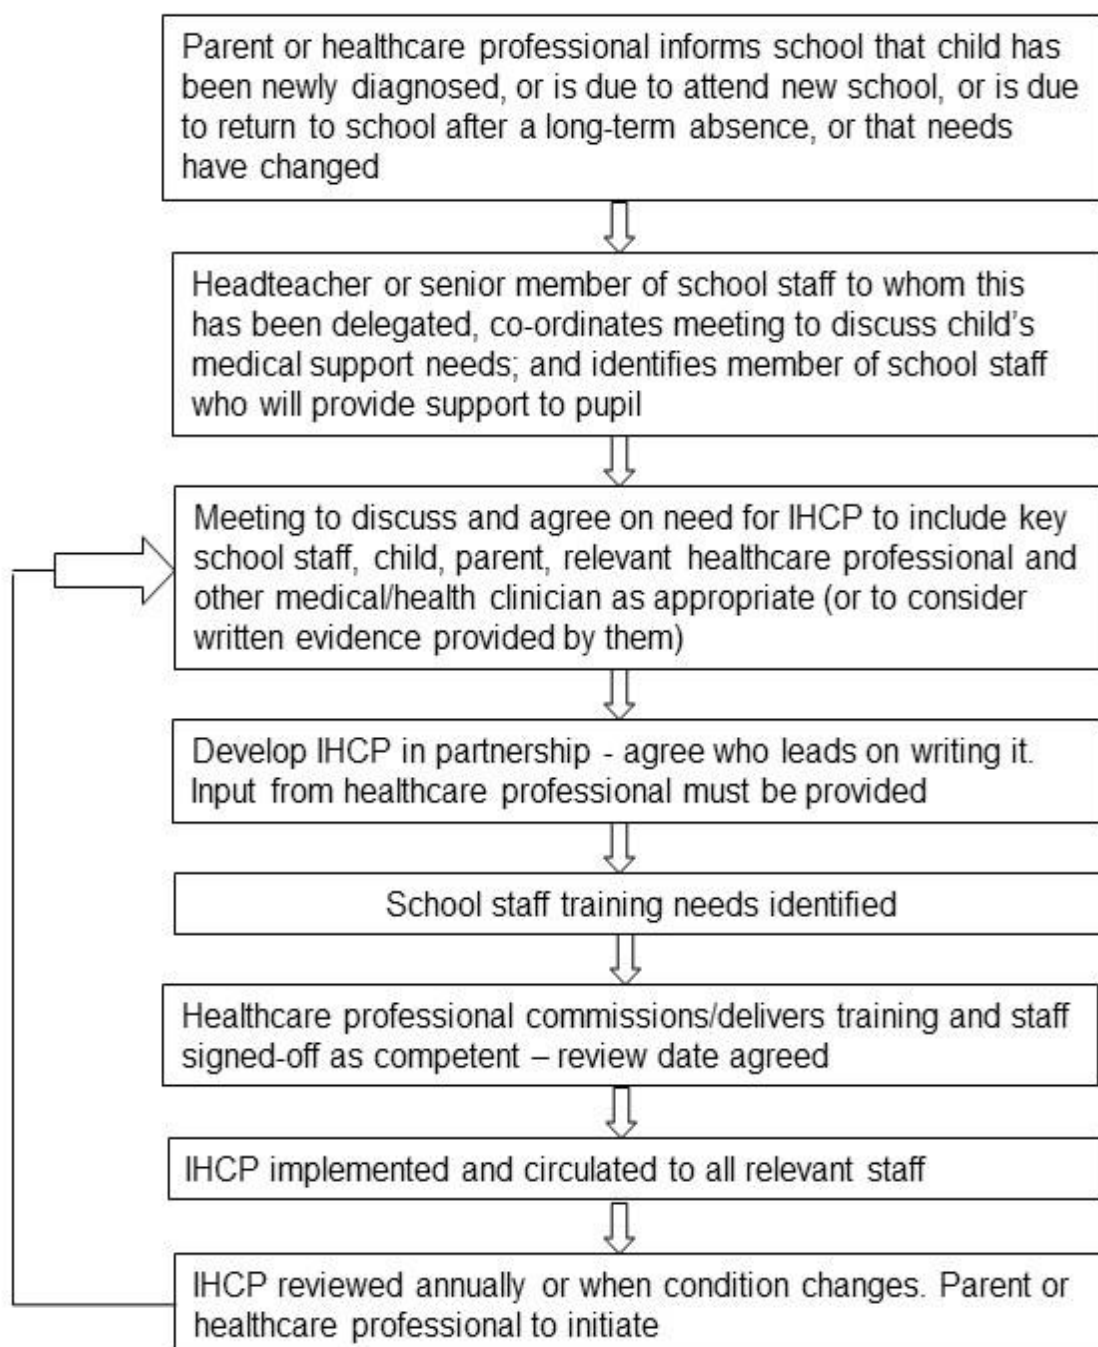 Parent or healthcare professional informs school that child has
been newly diagnosed, or is due to attend new school, or is due
to return to school after a long-term absence, or that needs
have changed
Headteacher or senior member of school staff to whom this
has been delegated, co-ordinates meeting to discuss child's
medical support needs; and identifies member of school staff
who will provide support to pupil
Meeting to discuss and agree on need for IHCP to include key
school staff, child, parent, relevant healthcare professional and
other medical/health clinician as appropriate (or to consider
written evidence provided by them)
Develop IHCP in partnership - agree who leads on writing it.
Input from healthcare professional must be provided
School staff training needs identified
Healthcare professional commissions/delivers training and staff
signed-off as competent – review date agreed
IHCP implemented and circulated to all relevant staff
IHCP reviewed annually or when condition changes. Parent or
healthcare professional to initiate